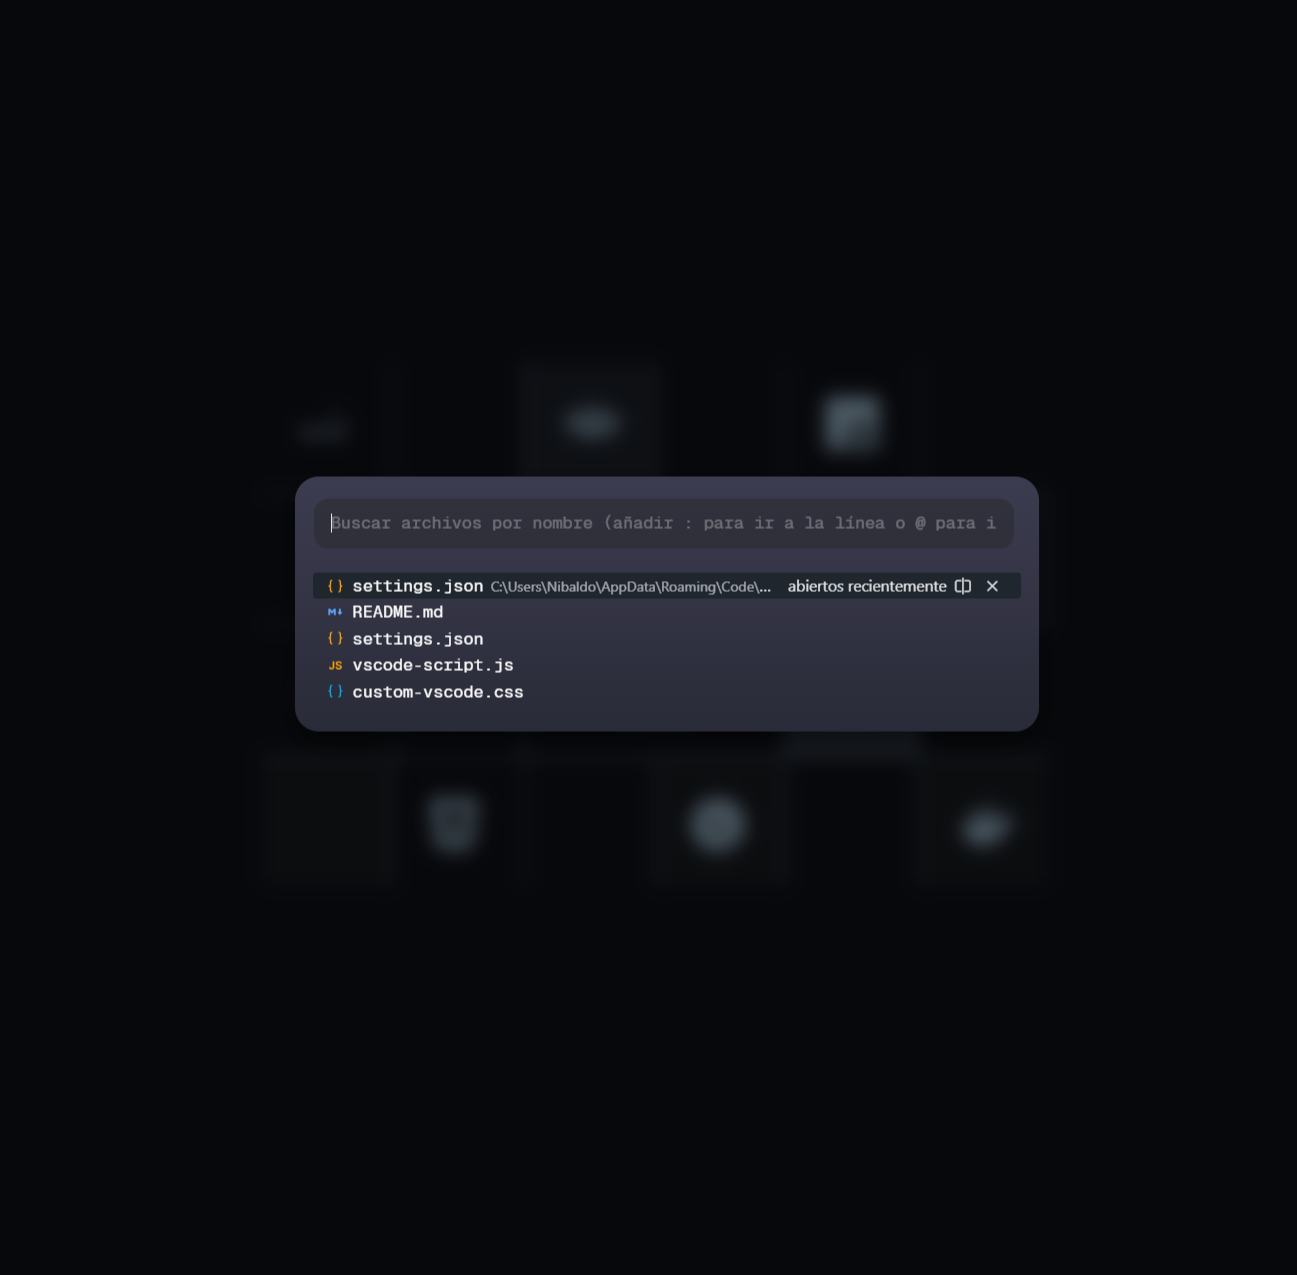 Buscar archivos por nombre (añadir : para ir a la línea o @ para i
{} settings.json C:\Users\Nibaldo\AppData\Roaming\Code\... abiertos recientemente
M↓ README.md
{} settings.json
JS vscode-script.js
{} custom-vscode.css